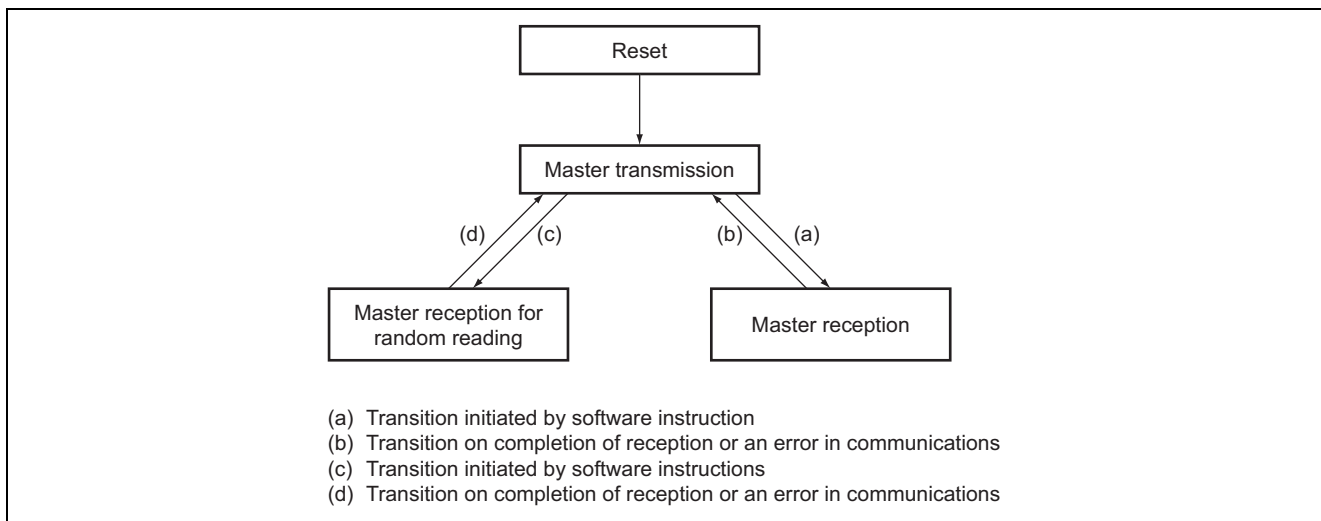 Reset
Master transmission
(d)
(c)
(b)
(a)
Master reception for
random reading
Master reception
(a) Transition initiated by software instruction
(b) Transition on completion of reception or an error in communications
(c) Transition initiated by software instructions
(d) Transition on completion of reception or an error in communications